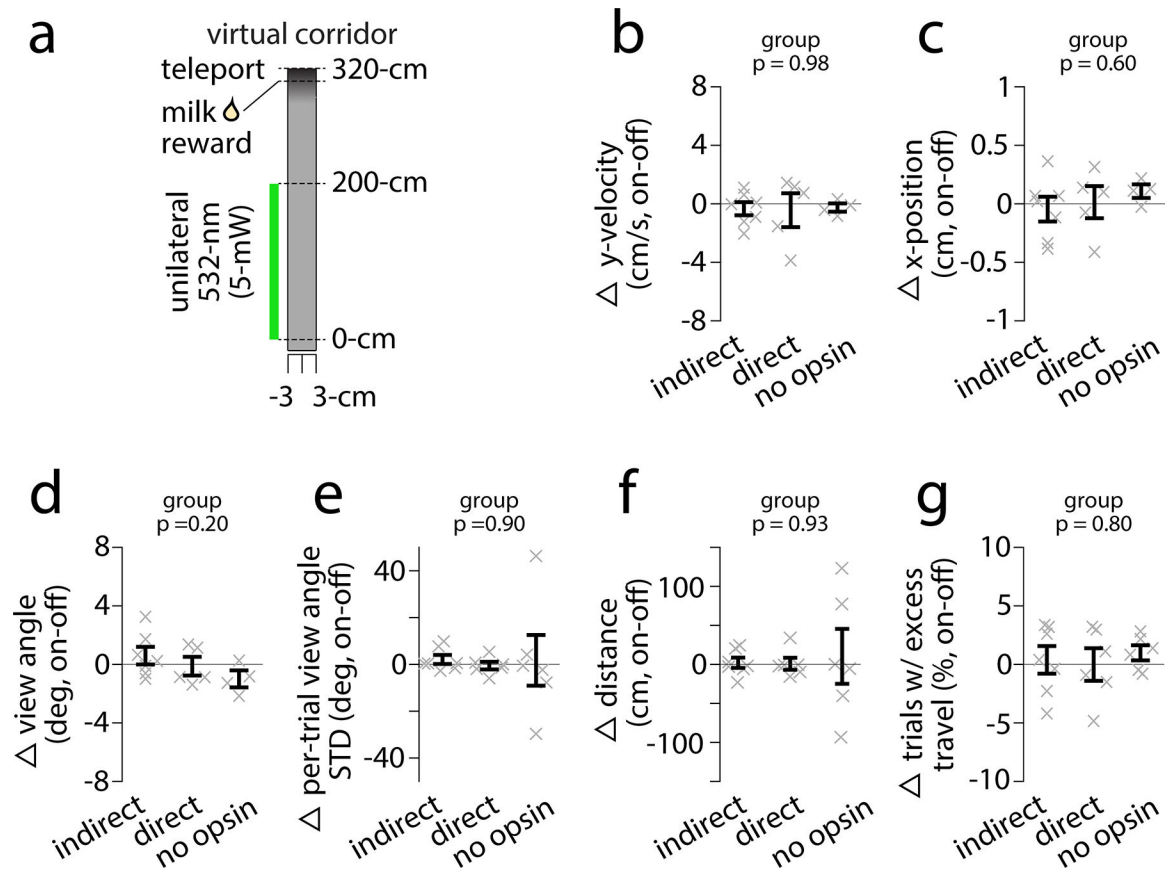 a
virtual corridor
teleport
320-cm
milk
reward
200-cm
unilateral
532-nm
(5-mW)
0-cm
-3
3-cm
b
group
p = 0.98
△ y-velocity
(cm/s, on-off)
8
4
0
-4
-8
indirect
direct
no opsin
c
group
p = 0.60
△ x-position
(cm, on-off)
1
0.5
0
-0.5
-1
indirect
direct
no opsin
d
group
p =0.20
△ view angle
(deg, on-off)
8
4
0
-4
-8
indirect
direct
no opsin
e
group
p =0.90
△ per-trial view angle
STD (deg, on-off)
40
0
-40
indirect
direct
no opsin
f
group
p = 0.93
△ distance
(cm, on-off)
100
0
-100
indirect
direct
no opsin
g
group
p = 0.80
△ trials w/ excess
travel (%, on-off)
10
5
0
-5
-10
indirect
direct
no opsin